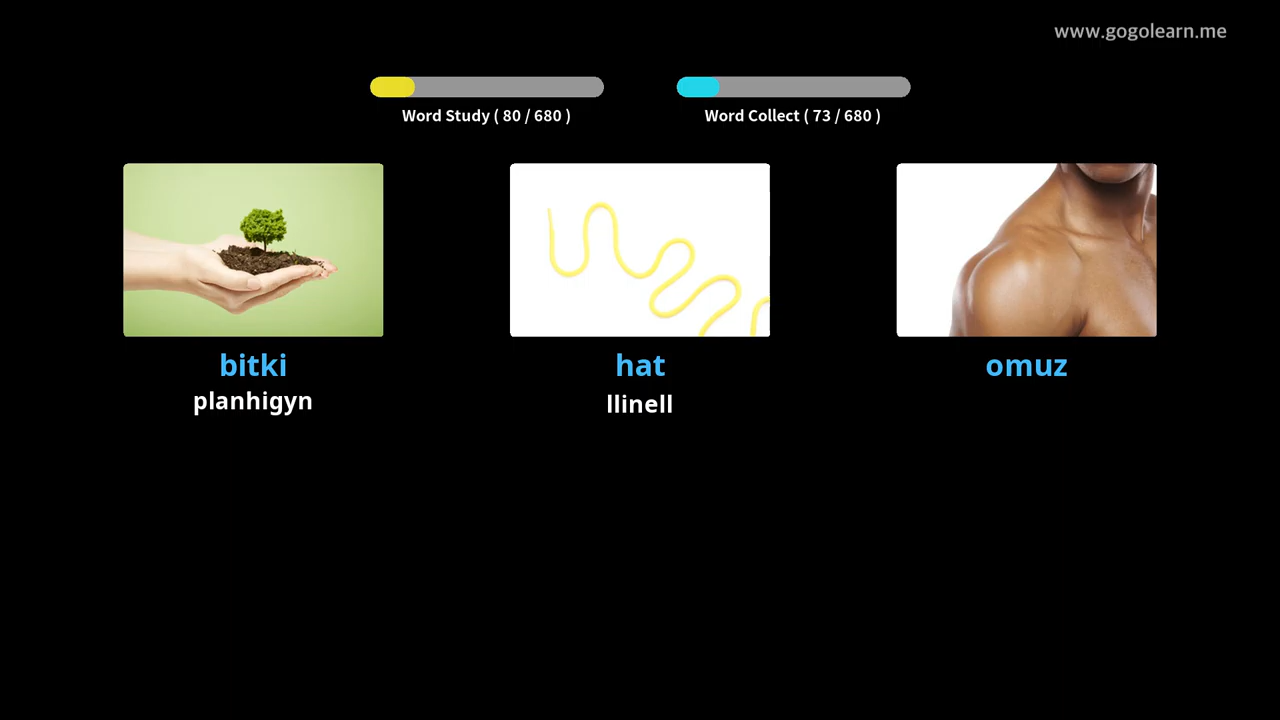 www.gogolearn.me
Word Study ( 80 / 680 )
Word Collect ( 73 / 680 )
bitki
hat
omuz
planhigyn
llinell